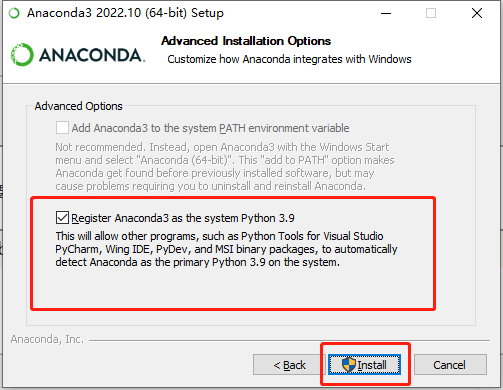 Anaconda3 2022.10 (64-bit) Setup
ANACONDA.
Advanced Installation Options
Customize how Anaconda integrates with Windows
Advanced Options
Add Anaconda3 to the system PATH environment variable
Not recommended. Instead, open Anaconda3 with the Windows Start
menu and select "Anaconda (64-bit)". This "add to PATH" option makes
Anaconda get found before previously installed software, but may
cause problems requiring you to uninstall and reinstall Anaconda.
Register Anaconda3 as the system Python 3.9
This will allow other programs, such as Python Tools for Visual Studio
PyCharm, Wing IDE, PyDev, and MSI binary packages, to automatically
detect Anaconda as the primary Python 3.9 on the system.
Anaconda, Inc.
< Back
Install
Cancel